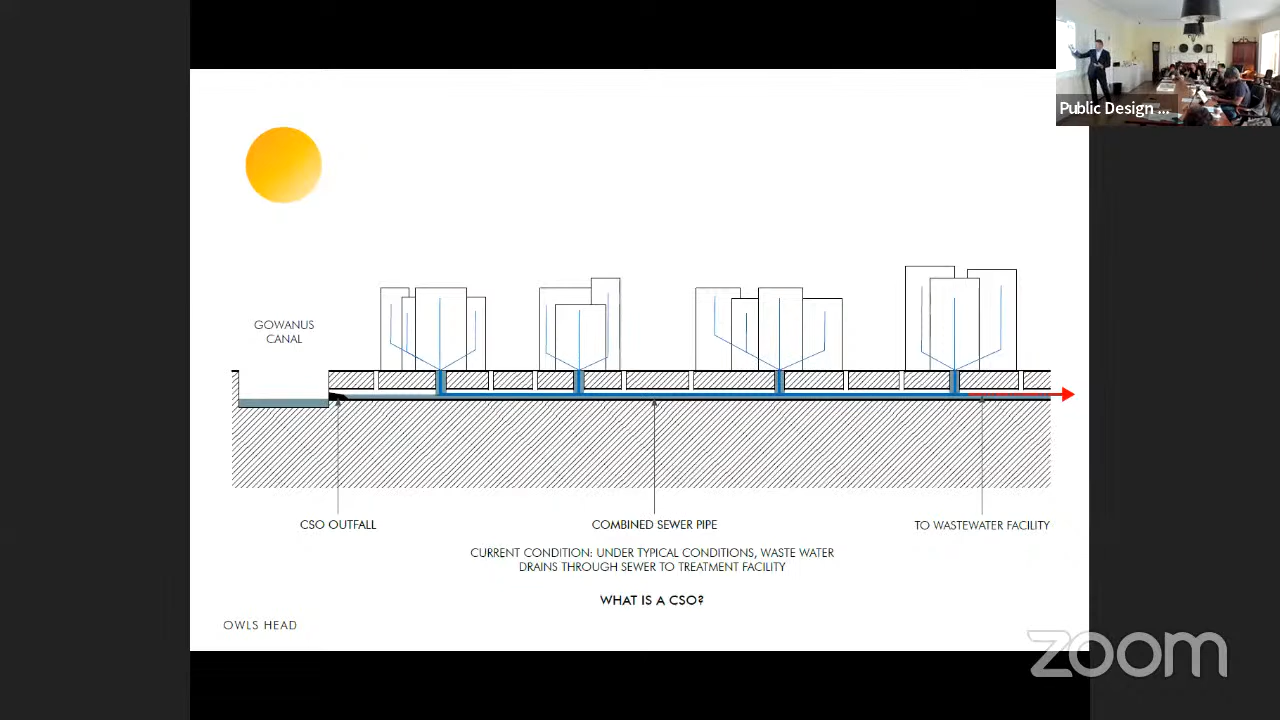 Public Design ...
GOWANUS
CANAL
CSO OUTFALL
COMBINED SEWER PIPE
TO WASTEWATER FACILITY
CURRENT CONDITION: UNDER TYPICAL CONDITIONS, WASTE WATER
DRAINS THROUGH SEWER TO TREATMENT FACILITY
WHAT IS A CSO?
OWLS HEAD
zoom